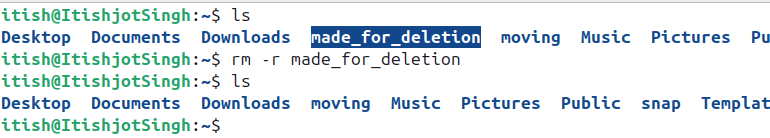 itish@ItishjotSingh:~$ ls
Desktop Documents Downloads made_for_deletion moving Music Pictures Pu
itish@ItishjotSingh:~$ rm -r made_for_deletion
itish@ItishjotSingh:~$ ls
Desktop Documents Downloads moving Music Pictures Public snap Templat
itish@ItishjotSingh:~$